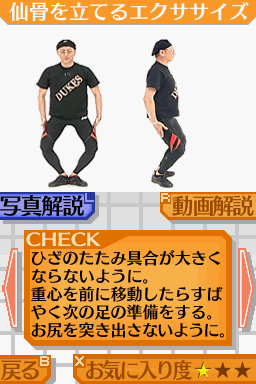 仙骨を立てるエクササイズ
DUKES
写真解説 L
R 動画解説
CHECK
ひざのたたみ具合が大きく
ならないように。
重心を前に移動したらすば
やく次の足の準備をする。
お尻を突き出さないように。
戻る B
X お気に入り度 ★★★